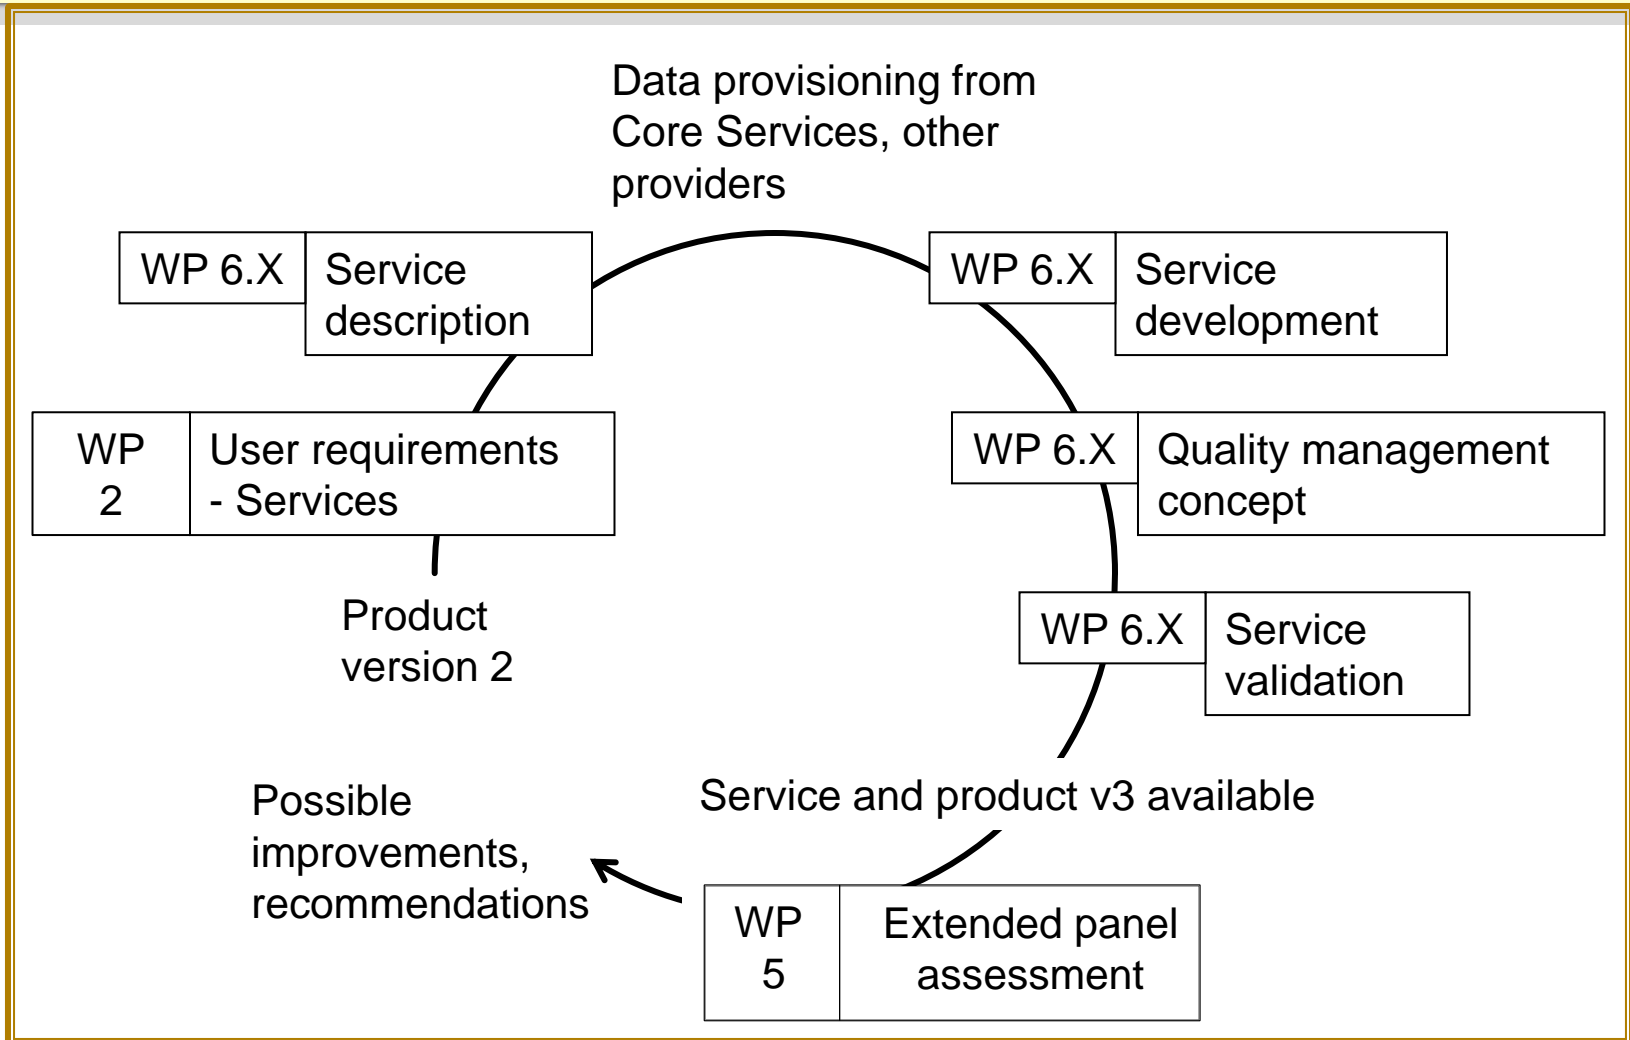 Data provisioning from
Core Services, other
providers
WP 6.X
Service
description
WP 6.X
Service
development
WP
2
User requirements
- Services
WP 6.X
Quality management
concept
Product
version 2
WP 6.X
Service
validation
Possible
improvements,
recommendations
Service and product v3 available
WP
5
Extended panel
assessment